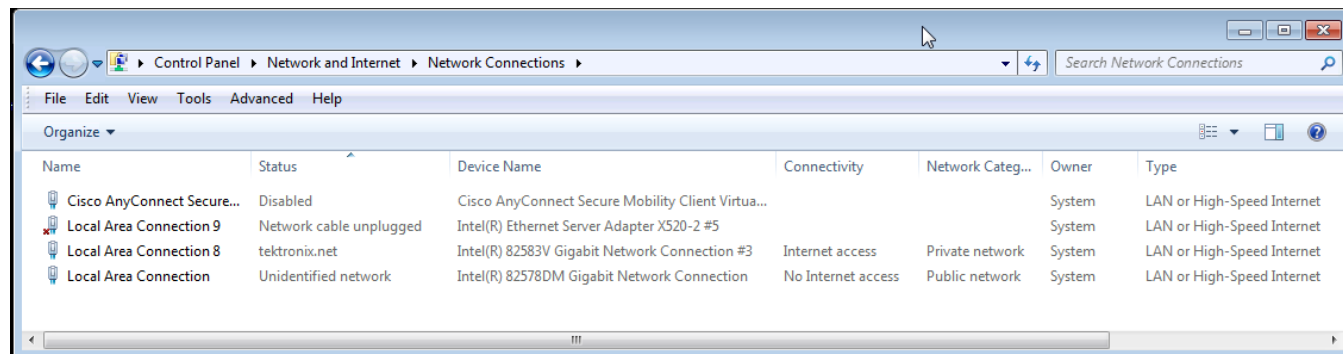 Control Panel Network and Internet Network Connections Search Network Connections
File Edit View Tools Advanced Help
Organize
Name Status Device Name Connectivity Network Categ... Owner Type
Cisco AnyConnect Secure... Disabled Cisco AnyConnect Secure Mobility Client Virtua... System LAN or High-Speed Internet
Local Area Connection 9 Network cable unplugged Intel(R) Ethernet Server Adapter X520-2 #5 System LAN or High-Speed Internet
Local Area Connection 8 tektronix.net Intel(R) 82583V Gigabit Network Connection #3 Internet access Private network System LAN or High-Speed Internet
Local Area Connection Unidentified network Intel(R) 82578DM Gigabit Network Connection No Internet access Public network System LAN or High-Speed Internet